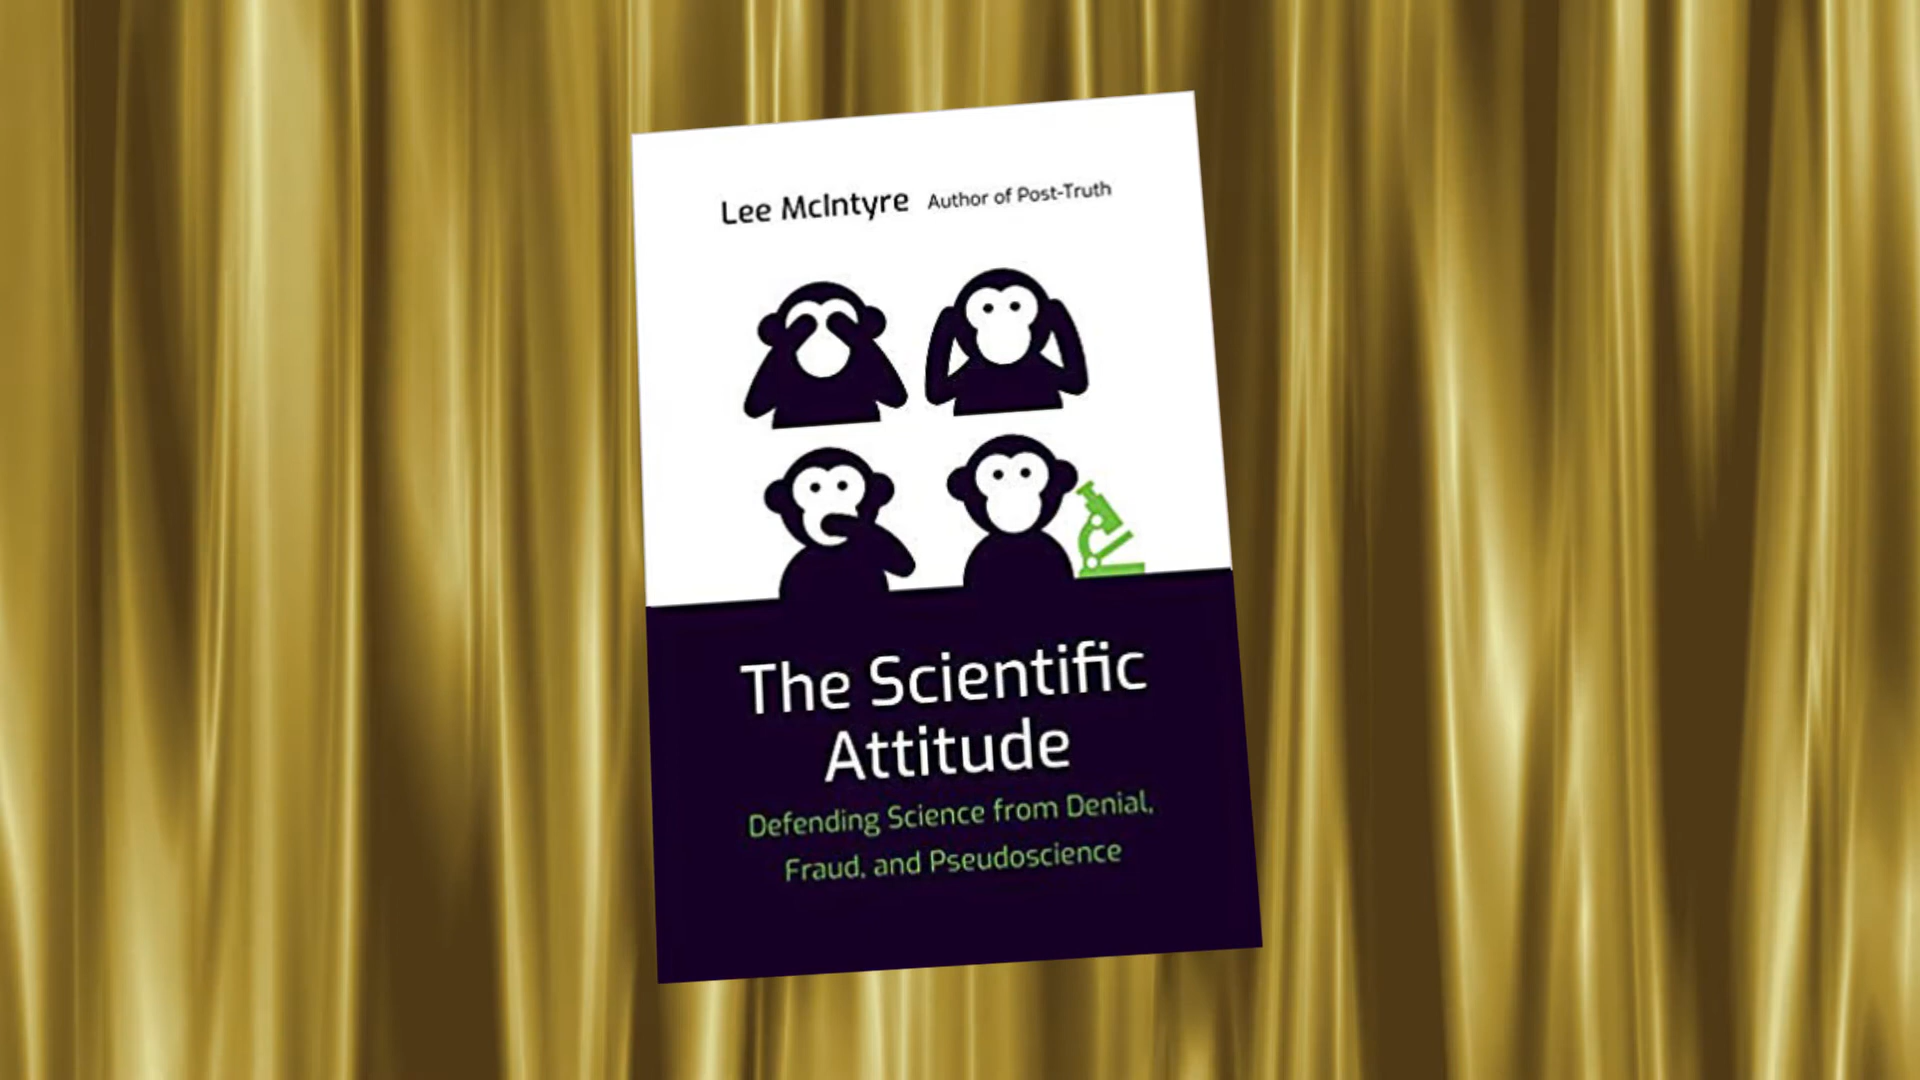 Lee McIntyre Author of Post-Truth
The Scientific
Attitude
Defending Science from Denial,
Fraud, and Pseudoscience